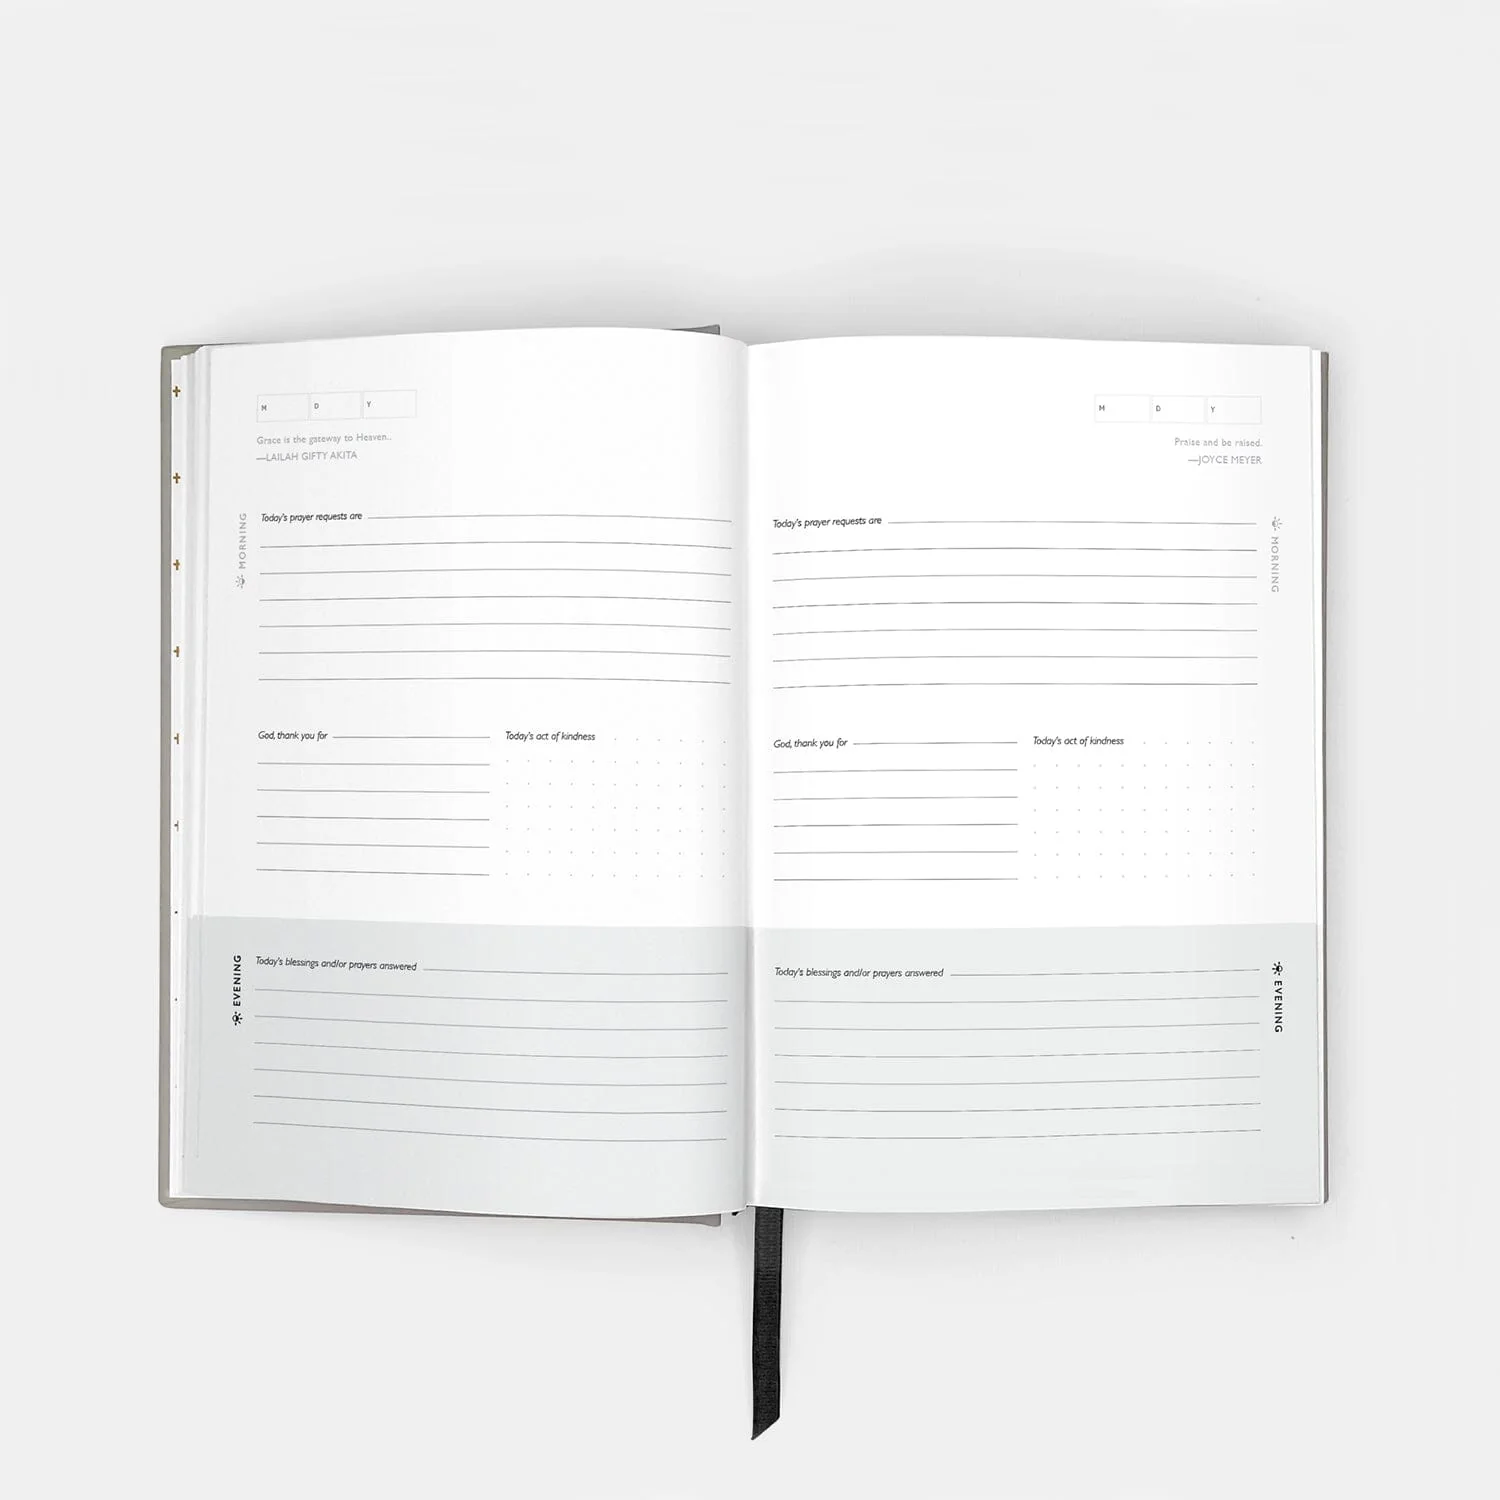 M D Y
Grace is the gateway to Heaven..
—LAILAH GIFTY AKITA
MORNING
Today's prayer requests are
God, thank you for
Today's act of kindness
EVENING
Today's blessings and/or prayers answered
M D Y
Praise and be raised.
—JOYCE MEYER
MORNING
Today's prayer requests are
God, thank you for
Today's act of kindness
EVENING
Today's blessings and/or prayers answered